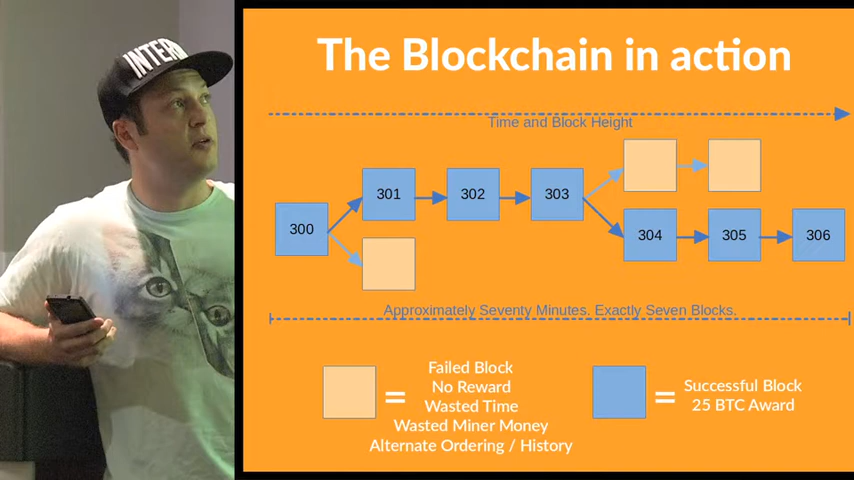 INTERN
The Blockchain in action
Time and Block Height
301
302
303
300
304
305
306
Approximately Seventy Minutes. Exactly Seven Blocks.
Failed Block
No Reward
Wasted Time
Wasted Miner Money
Alternate Ordering / History
=
Successful Block
25 BTC Award
=